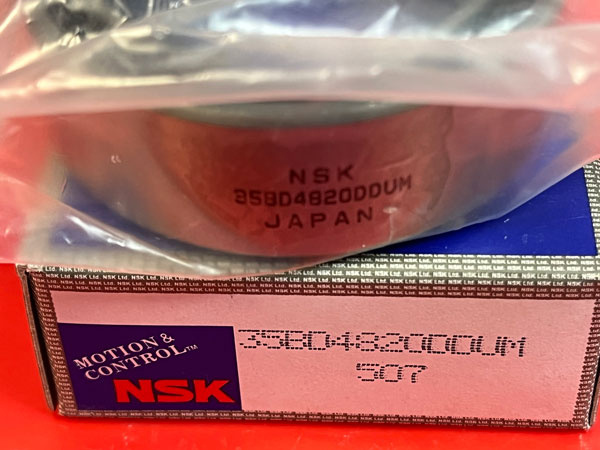 NSK
35BD4820DDUM
JAPAN
MOTION &
CONTROL™
NSK
35BD4820DDUM
507